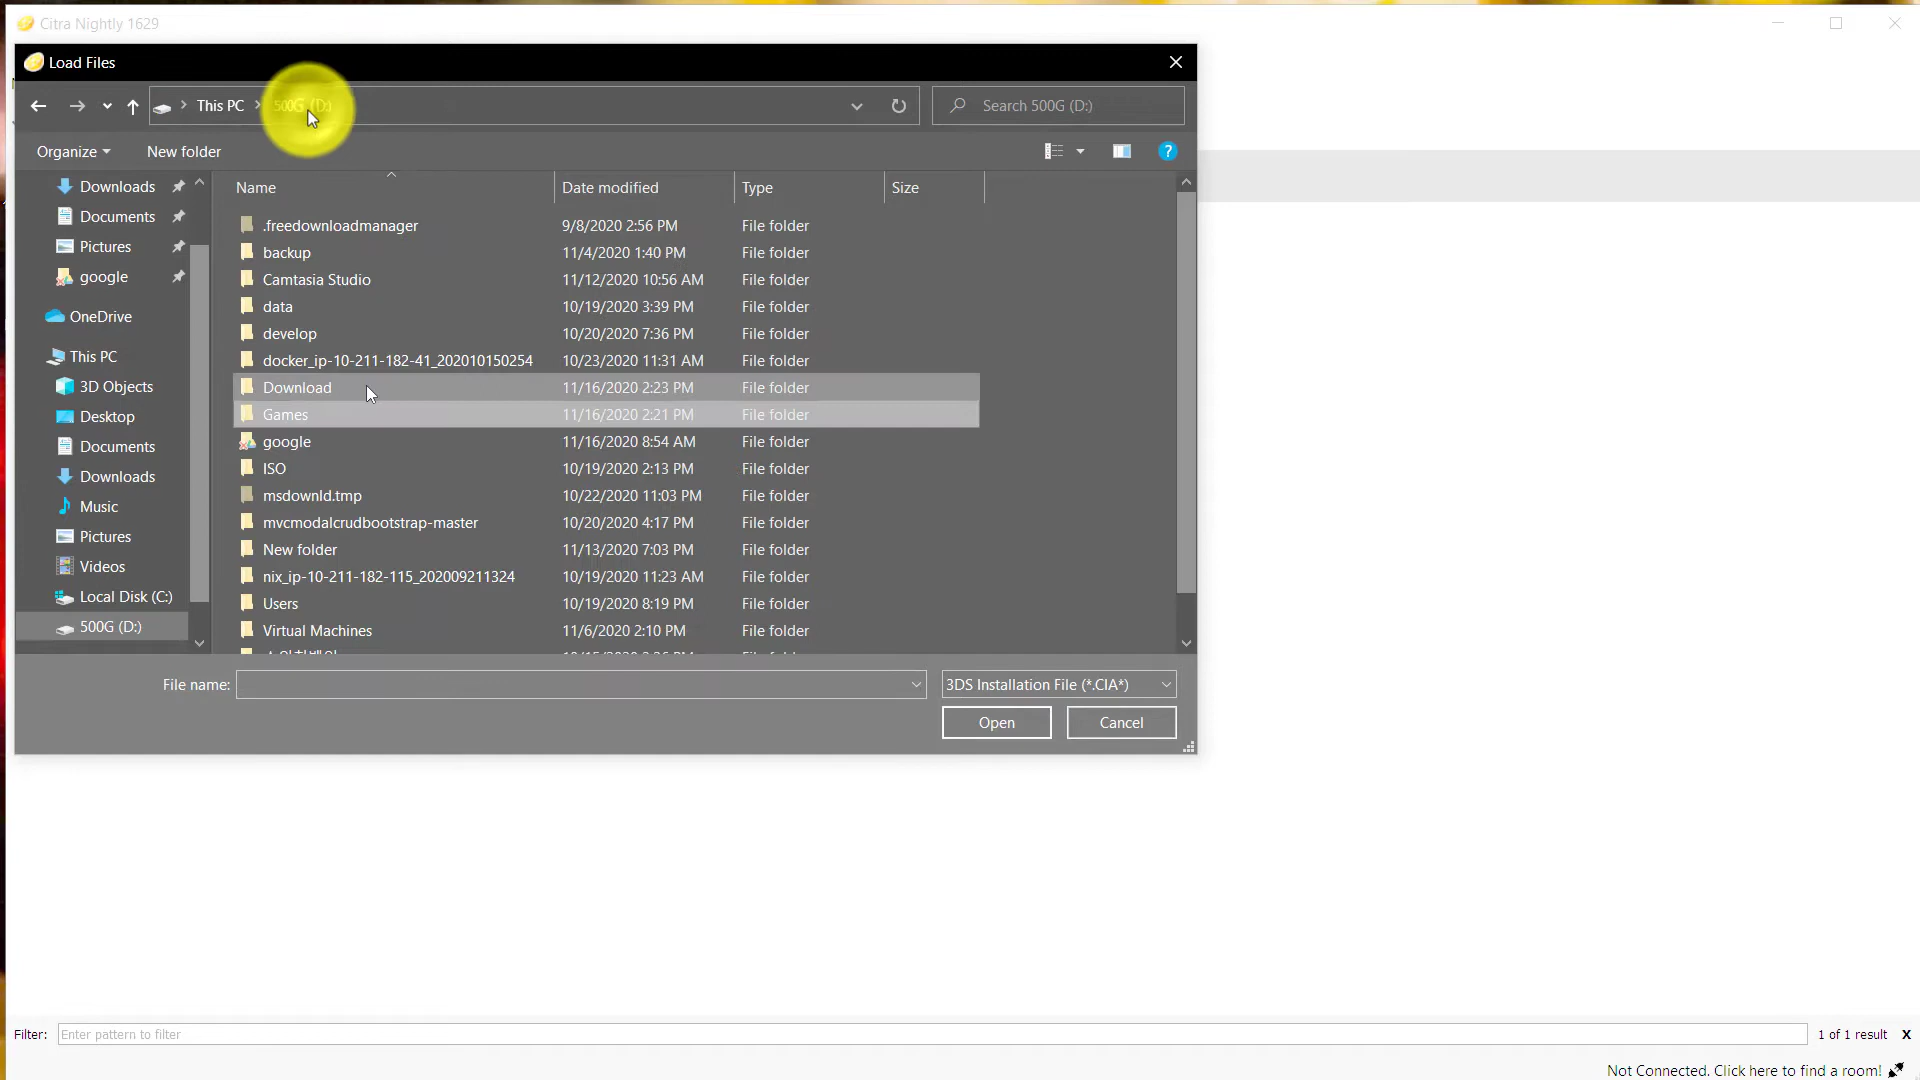 Citra Nightly 1629
Load Files
This PC
500G (D:)
Search 500G (D:)
Organize
New folder
?
Downloads
Documents
Pictures
google
OneDrive
This PC
3D Objects
Desktop
Documents
Downloads
Music
Pictures
Videos
Local Disk (C:)
500G (D:)
Name Date modified Type Size
.freedownloadmanager 9/8/2020 2:56 PM File folder
backup 11/4/2020 1:40 PM File folder
Camtasia Studio 11/12/2020 10:56 AM File folder
data 10/19/2020 3:39 PM File folder
develop 10/20/2020 7:36 PM File folder
docker_ip-10-211-182-41_202010150254 10/23/2020 11:31 AM File folder
Download 11/16/2020 2:23 PM File folder
Games 11/16/2020 2:21 PM File folder
google 11/16/2020 8:54 AM File folder
ISO 10/19/2020 2:13 PM File folder
msdownld.tmp 10/22/2020 11:03 PM File folder
mvcmodalcrudbootstrap-master 10/20/2020 4:17 PM File folder
New folder 11/13/2020 7:03 PM File folder
nix_ip-10-211-182-115_202009211324 10/19/2020 11:23 AM File folder
Users 10/19/2020 8:19 PM File folder
Virtual Machines 11/6/2020 2:10 PM File folder
File name:
3DS Installation File (*.CIA*)
Open
Cancel
Filter: Enter pattern to filter 1 of 1 result X
Not Connected. Click here to find a room!